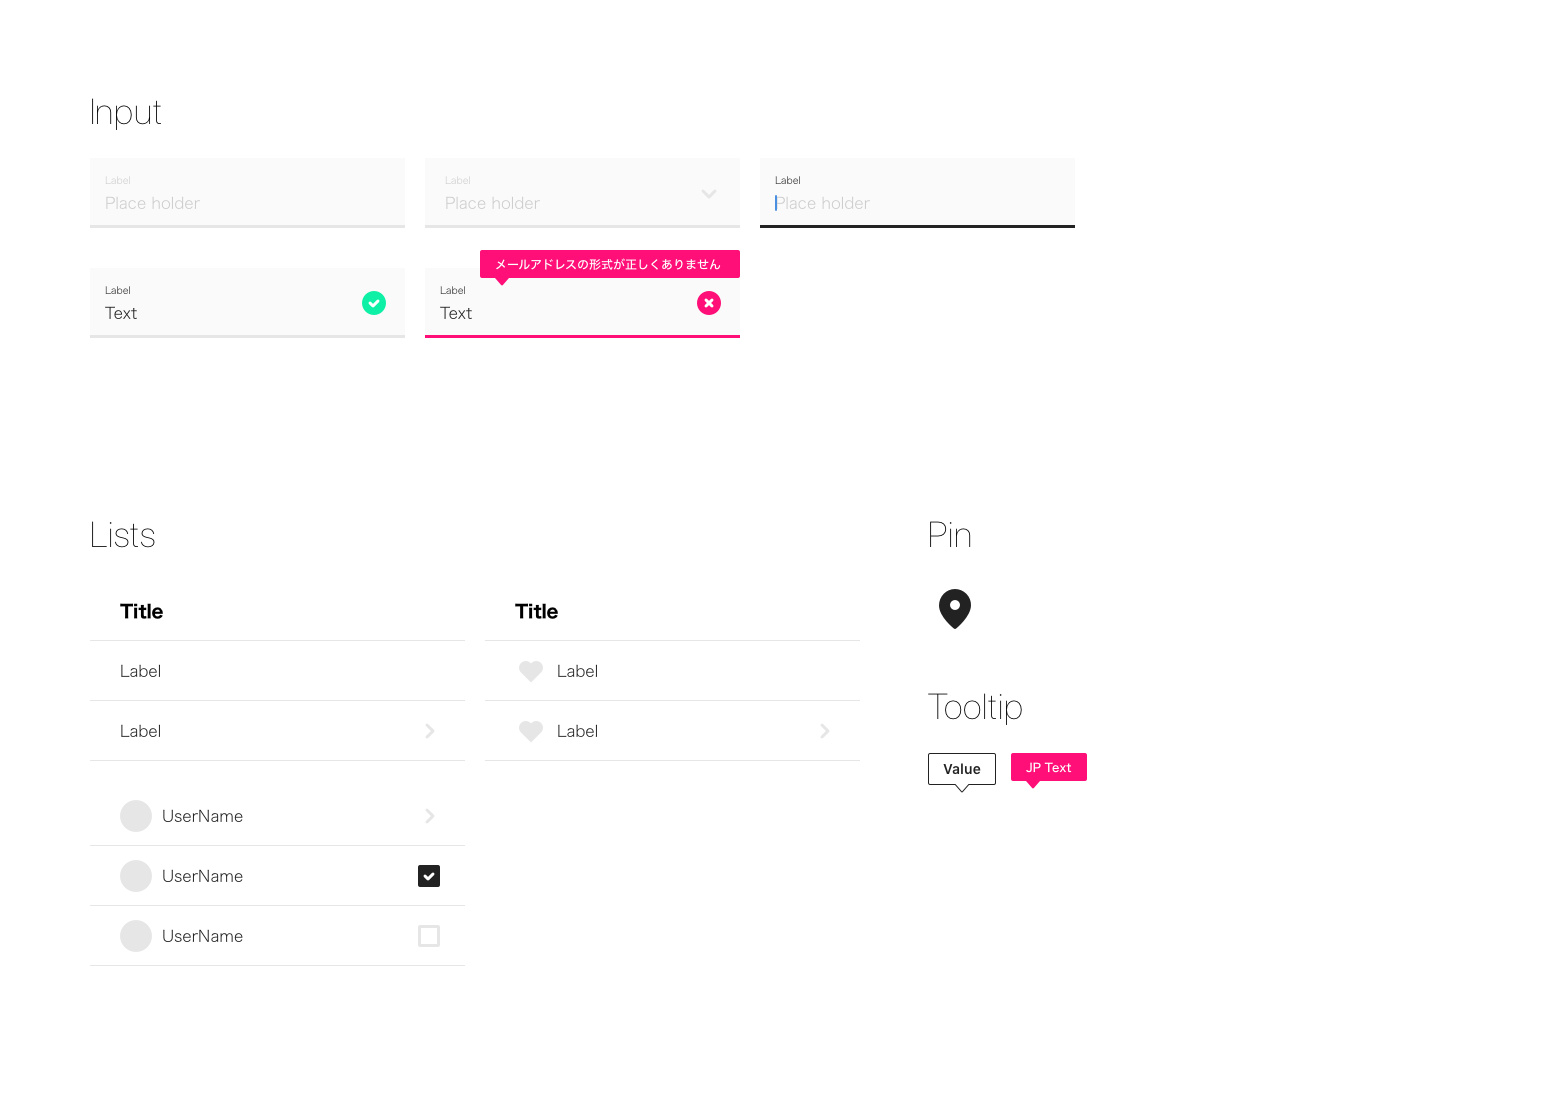 Input
Label
Place holder
Label
Place holder
Label
Place holder
Label
Text
メールアドレスの形式が正しくありません
Label
Text
Lists
Title
Label
Label
UserName
UserName
UserName
Title
Label
Label
Pin
Tooltip
Value
JP Text